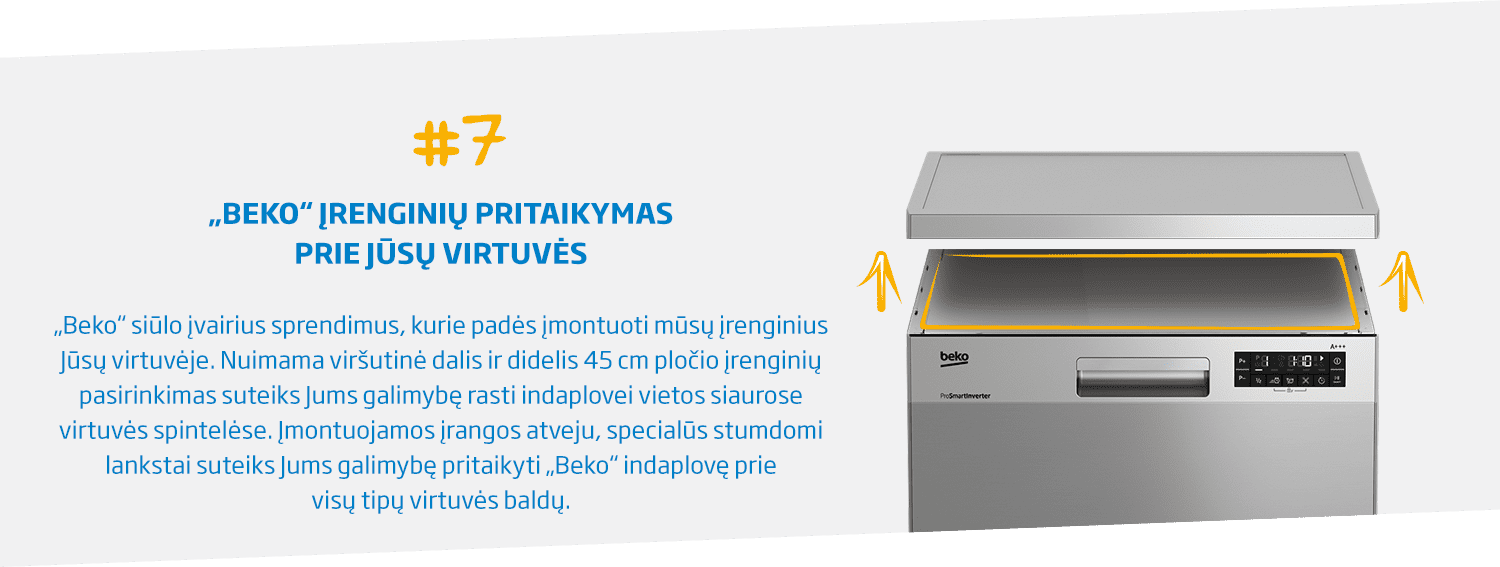 #7
„BEKO“ ĮRENGINIŲ PRITAIKYMAS
PRIE JŪSŲ VIRTUVĖS
„Beko“ siūlo įvairius sprendimus, kurie padės įmontuoti mūsų įrenginius
Jūsų virtuvėje. Nuimama viršutinė dalis ir didelis 45 cm pločio įrenginių
pasirinkimas suteiks Jums galimybę rasti indaplovei vietos siaurose
virtuvės spintelėse. Įmontuojamos įrangos atveju, specialūs stumdomi
lankstai suteiks Jums galimybę pritaikyti „Beko“ indaplovę prie
visų tipų virtuvės baldų.
beko
ProSmartInverter
A+++
P+
P-
½